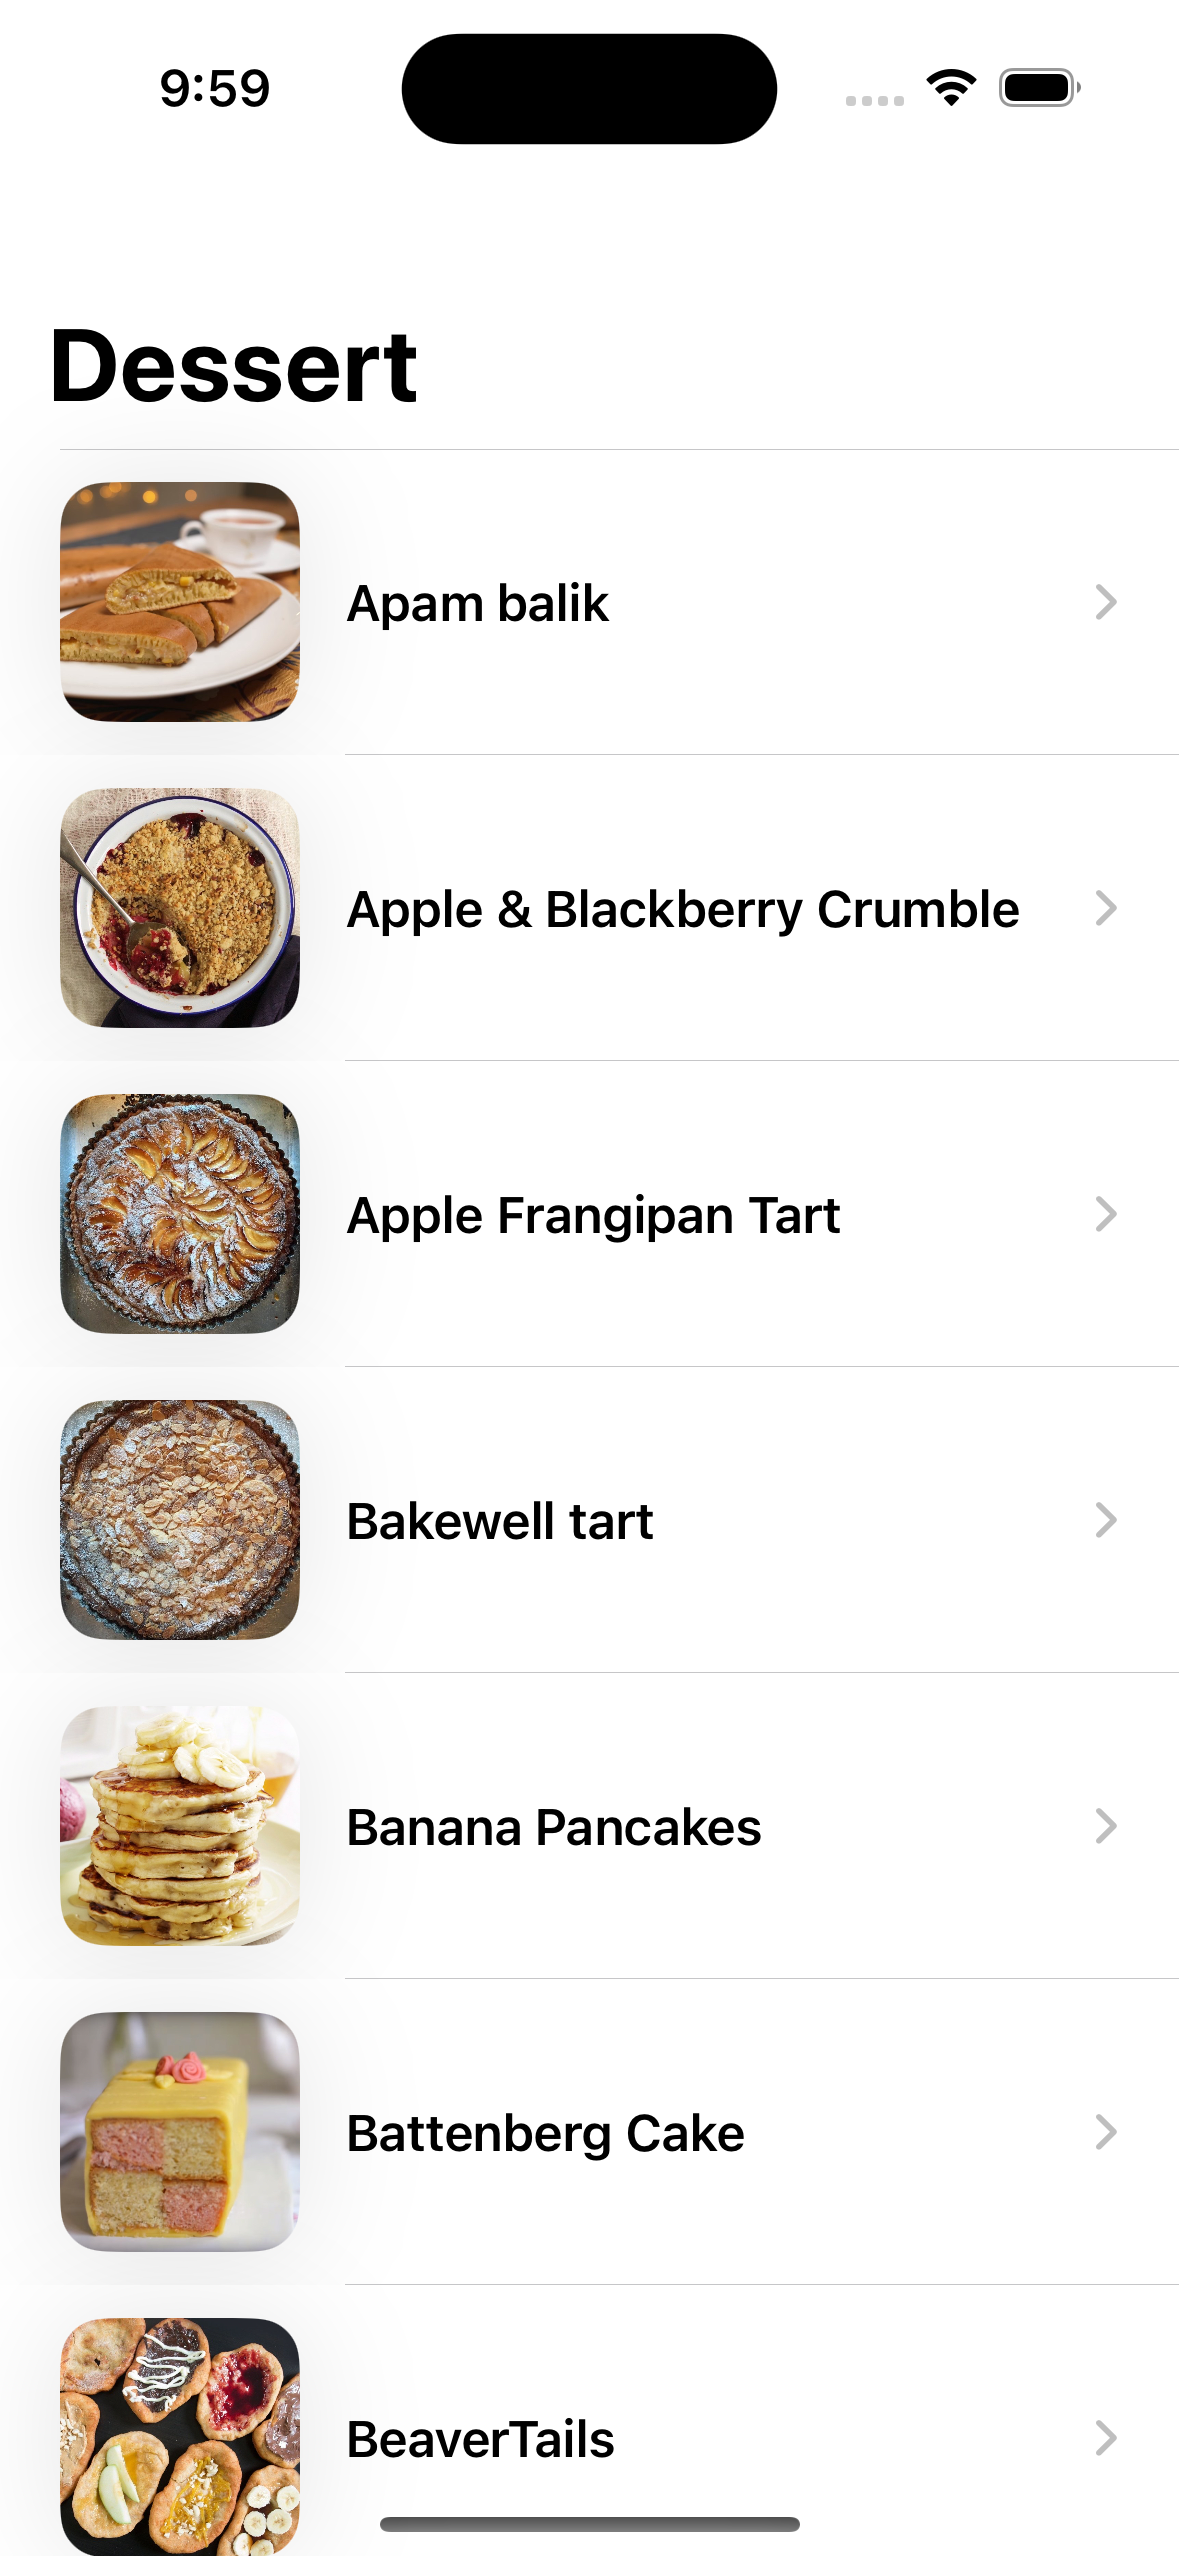 9:59
Dessert
Apam balik
Apple & Blackberry Crumble
Apple Frangipan Tart
Bakewell tart
Banana Pancakes
Battenberg Cake
BeaverTails